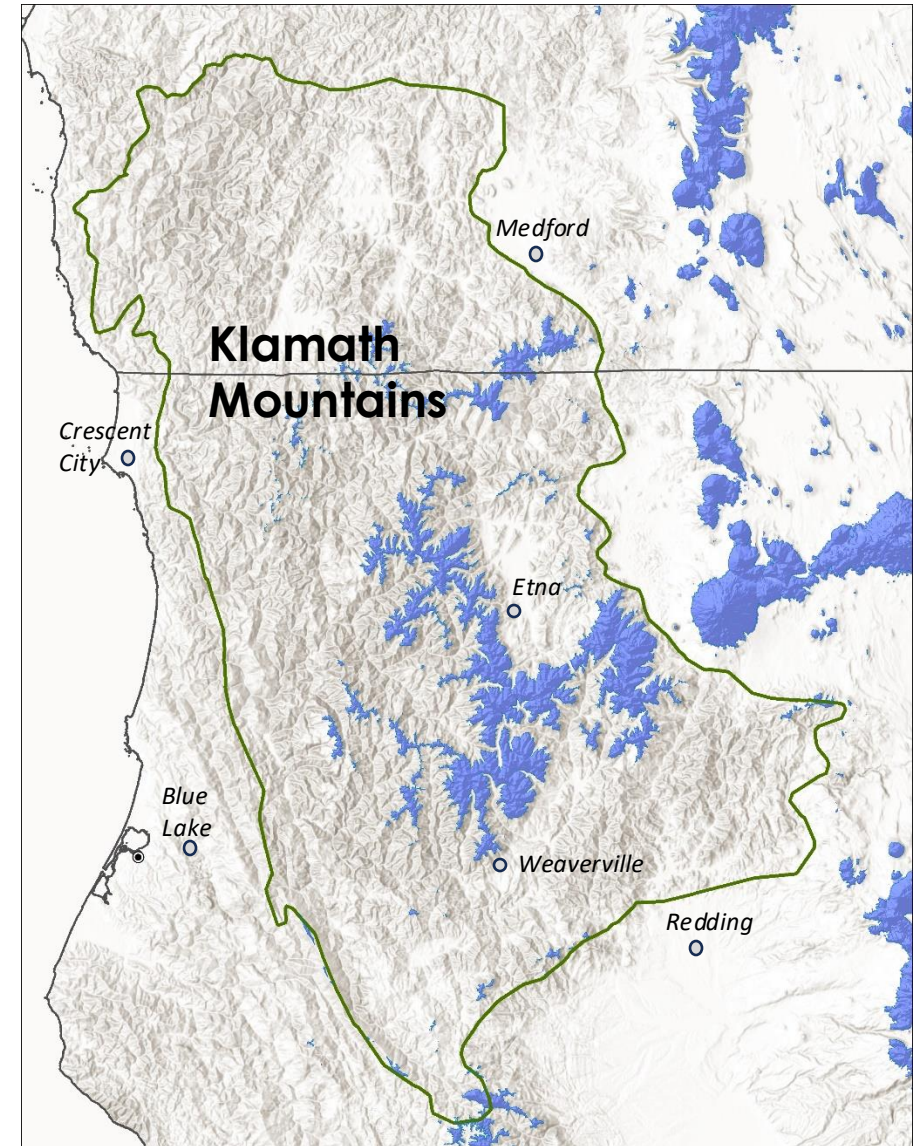 Medford
Klamath
Mountains
Crescent
City
Etna
Blue
Lake
Weaverville
Redding